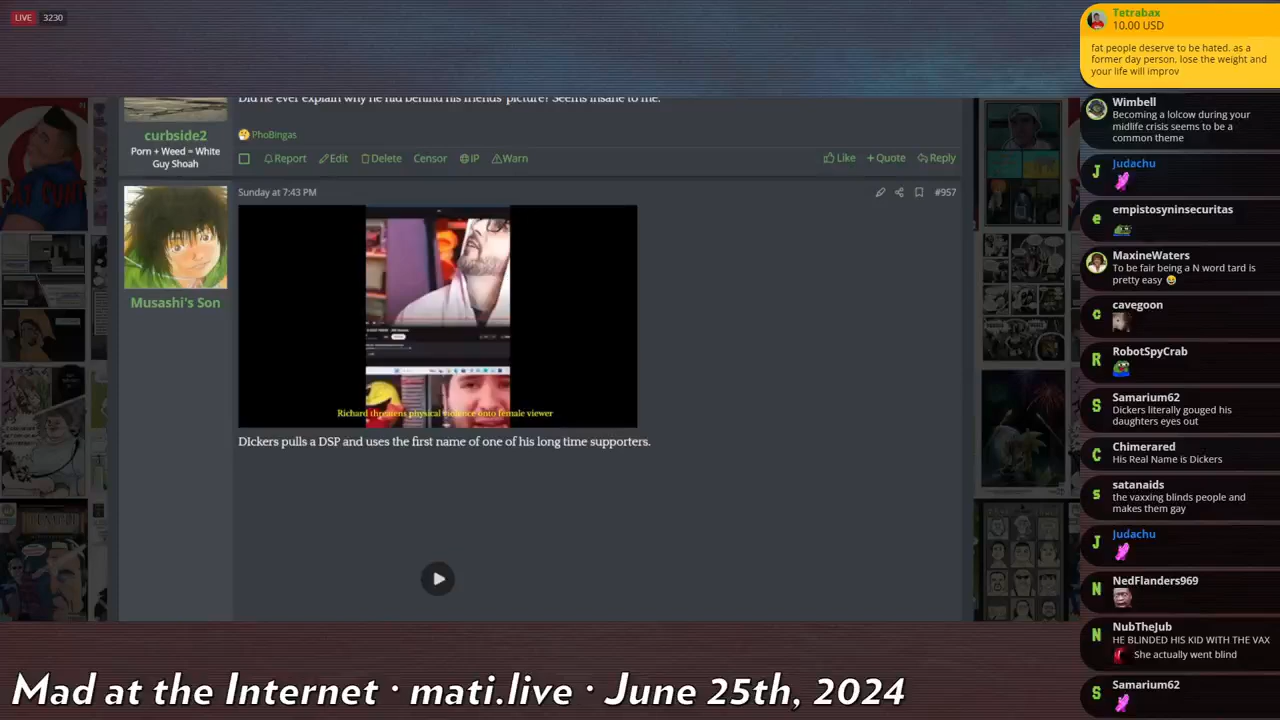 LIVE 3230
Did he ever explain why he hid behind his friends' picture? Seems insane to me.
curbside2
Porn + Weed = White
Guy Shoah
PhoBingas
Report Edit Delete Censor IP Warn
Like + Quote Reply
Sunday at 7:43 PM
#957
Musashi's Son
Richard threatens physical violence onto female viewer
DIckers pulls a DSP and uses the first name of one of his long time supporters.
Mad at the Internet · mati.live · June 25th, 2024
Tetrabax
10.00 USD
fat people deserve to be hated. as a
former day person, lose the weight and
your life will improv
Wimbell
Becoming a lolcow during your
midlife crisis seems to be a
common theme
J
Judachu
e
empistosyninsecuritas
MaxineWaters
To be fair being a N word tard is
pretty easy 😂
c
cavegoon
R
RobotSpyCrab
S
Samarium62
Dickers literally gouged his
daughters eyes out
C
Chimerared
His Real Name is Dickers
s
satanaids
the vaxxing blinds people and
makes them gay
J
Judachu
N
NedFlanders969
N
NubTheJub
HE BLINDED HIS KID WITH THE VAX
She actually went blind
S
Samarium62